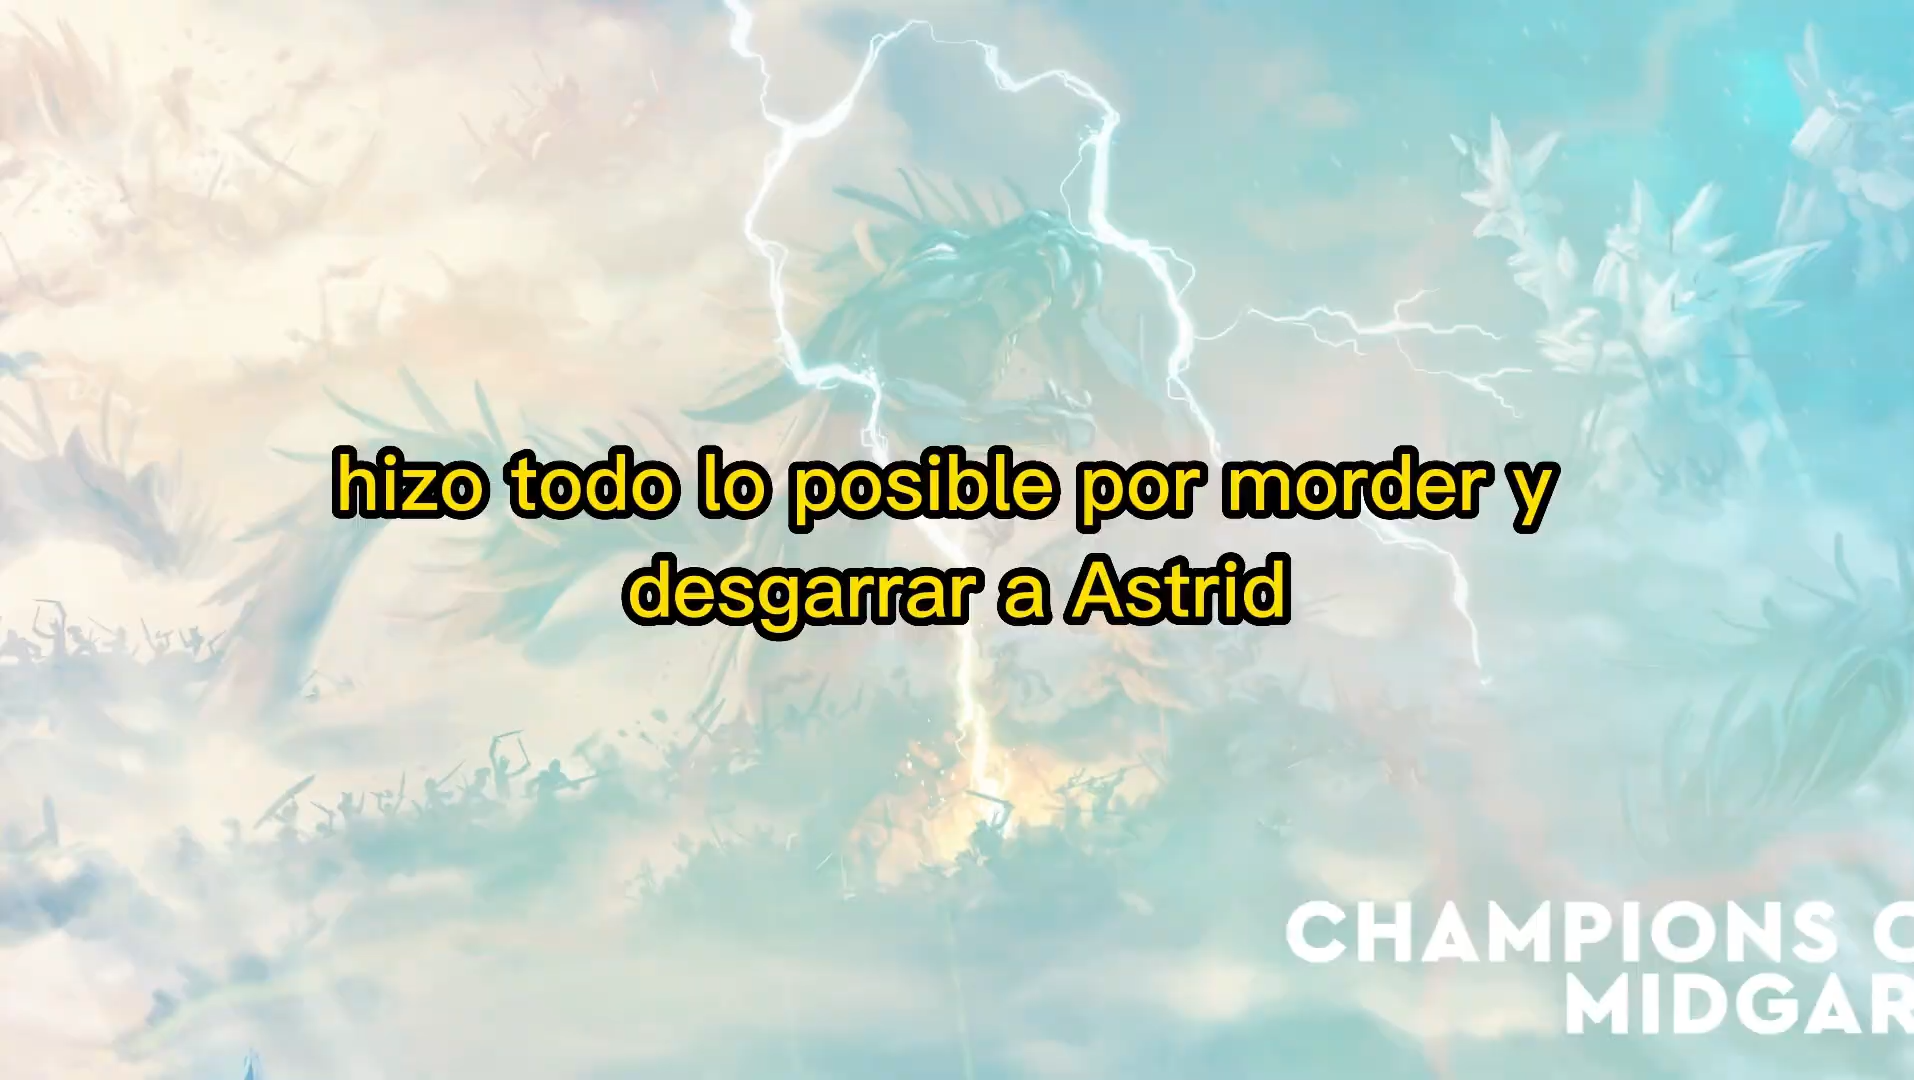 hizo todo lo posible por morder y
desgarrar a Astrid
CHAMPIONS O
MIDGAR